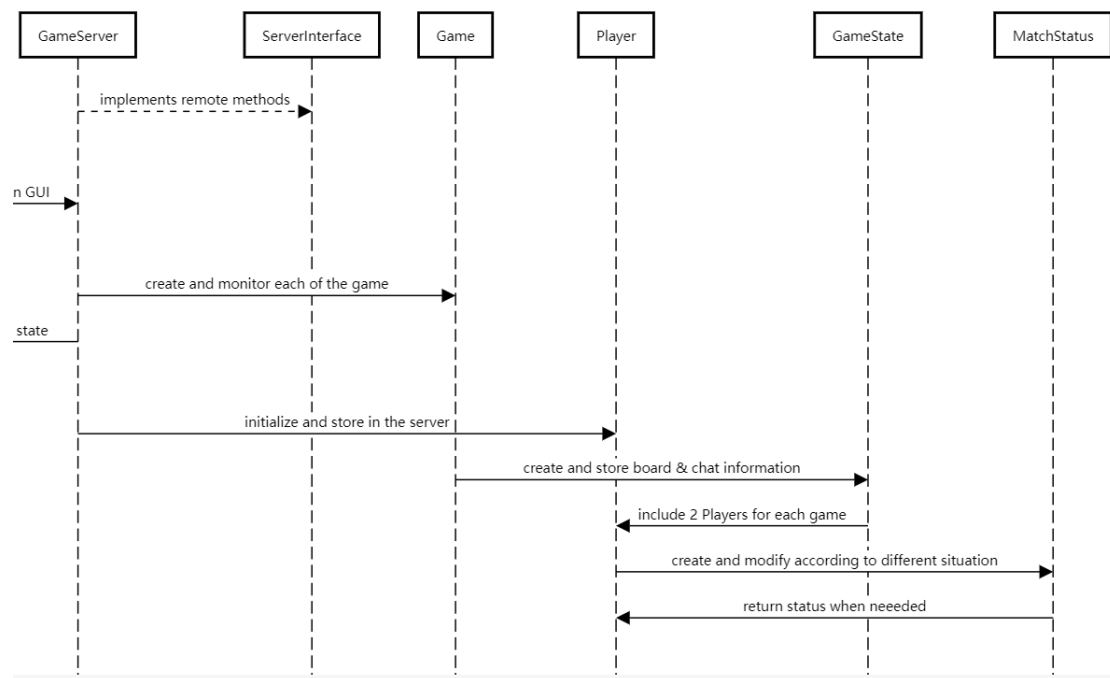 GameServer
ServerInterface
Game
Player
GameState
MatchStatus
implements remote methods
n GUI
create and monitor each of the game
state
initialize and store in the server
create and store board & chat information
include 2 Players for each game
create and modify according to different situation
return status when neeeded